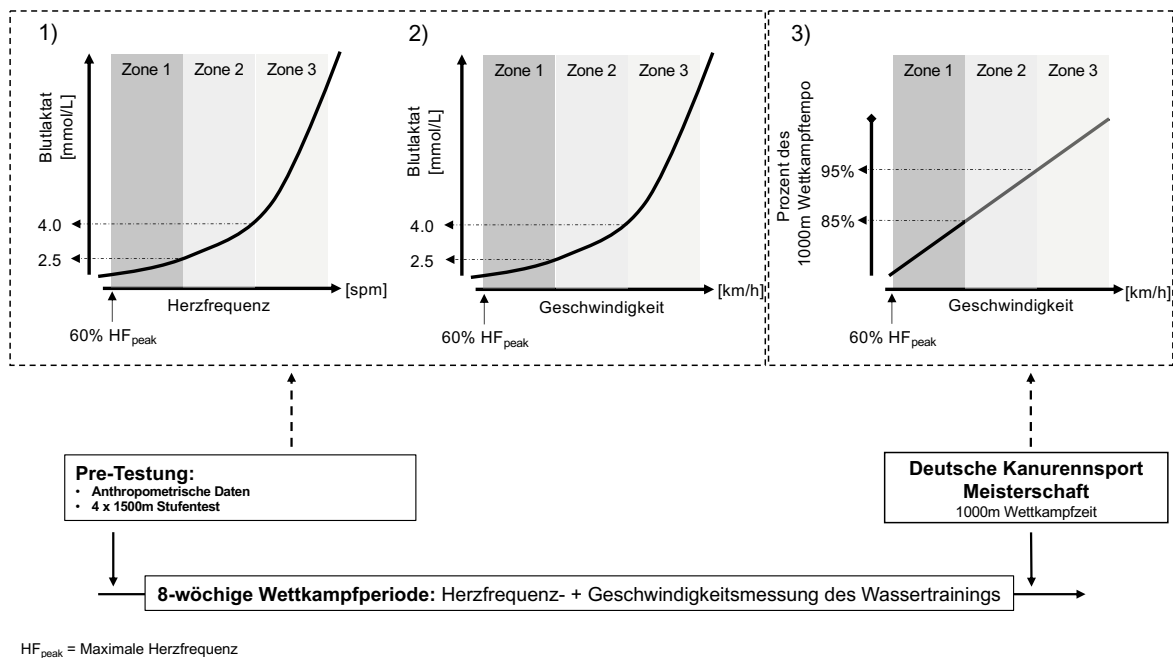 1)
Zone 1 Zone 2 Zone 3
Blutlaktat
[mmol/L]
4.0
2.5
[spm]
Herzfrequenz
60% HFpeak
2)
Zone 1 Zone 2 Zone 3
Blutlaktat
[mmol/L]
4.0
2.5
[km/h]
Geschwindigkeit
60% HFpeak
3)
Zone 1 Zone 2 Zone 3
Prozent des
1000m Wettkampftempo
95%
85%
[km/h]
Geschwindigkeit
60% HFpeak
Pre-Testung:
• Anthropometrische Daten
• 4 x 1500m Stufentest
Deutsche Kanurennsport
Meisterschaft
1000m Wettkampfzeit
8-wöchige Wettkampfperiode: Herzfrequenz- + Geschwindigkeitsmessung des Wassertrainings
HFpeak = Maximale Herzfrequenz